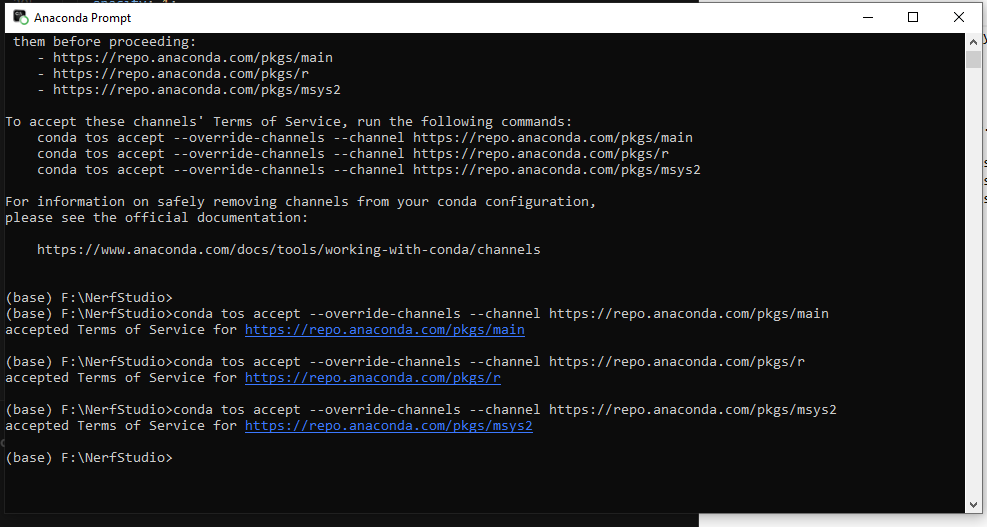 Anaconda Prompt
them before proceeding:
- https://repo.anaconda.com/pkgs/main
- https://repo.anaconda.com/pkgs/r
- https://repo.anaconda.com/pkgs/msys2
To accept these channels' Terms of Service, run the following commands:
conda tos accept --override-channels --channel https://repo.anaconda.com/pkgs/main
conda tos accept --override-channels --channel https://repo.anaconda.com/pkgs/r
conda tos accept --override-channels --channel https://repo.anaconda.com/pkgs/msys2
For information on safely removing channels from your conda configuration,
please see the official documentation:
https://www.anaconda.com/docs/tools/working-with-conda/channels
(base) F:\NerfStudio>
(base) F:\NerfStudio>conda tos accept --override-channels --channel https://repo.anaconda.com/pkgs/main
accepted Terms of Service for https://repo.anaconda.com/pkgs/main
(base) F:\NerfStudio>conda tos accept --override-channels --channel https://repo.anaconda.com/pkgs/r
accepted Terms of Service for https://repo.anaconda.com/pkgs/r
(base) F:\NerfStudio>conda tos accept --override-channels --channel https://repo.anaconda.com/pkgs/msys2
accepted Terms of Service for https://repo.anaconda.com/pkgs/msys2
(base) F:\NerfStudio>